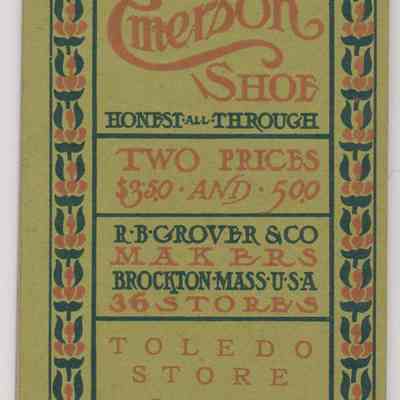 Emerson
SHOE
HONEST·ALL·THROUGH
TWO PRICES
$3.50 · AND · 5.00
R·B·GROVER & CO
MAKERS
BROCKTON·MASS·U·S·A
36 STORES
TOLEDO
STORE